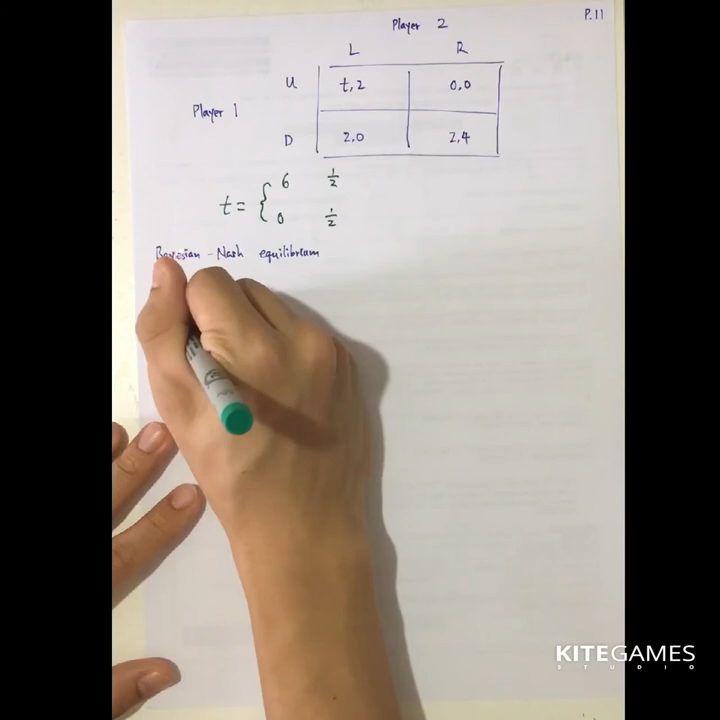 P.11
Player 2
L R
U t,2 0.0
Player 1
D 2.0 2,4
t = { 6 1/2
0 1/2
Bayesian - Nash equilibrium
KITEGAMES
STUDIO